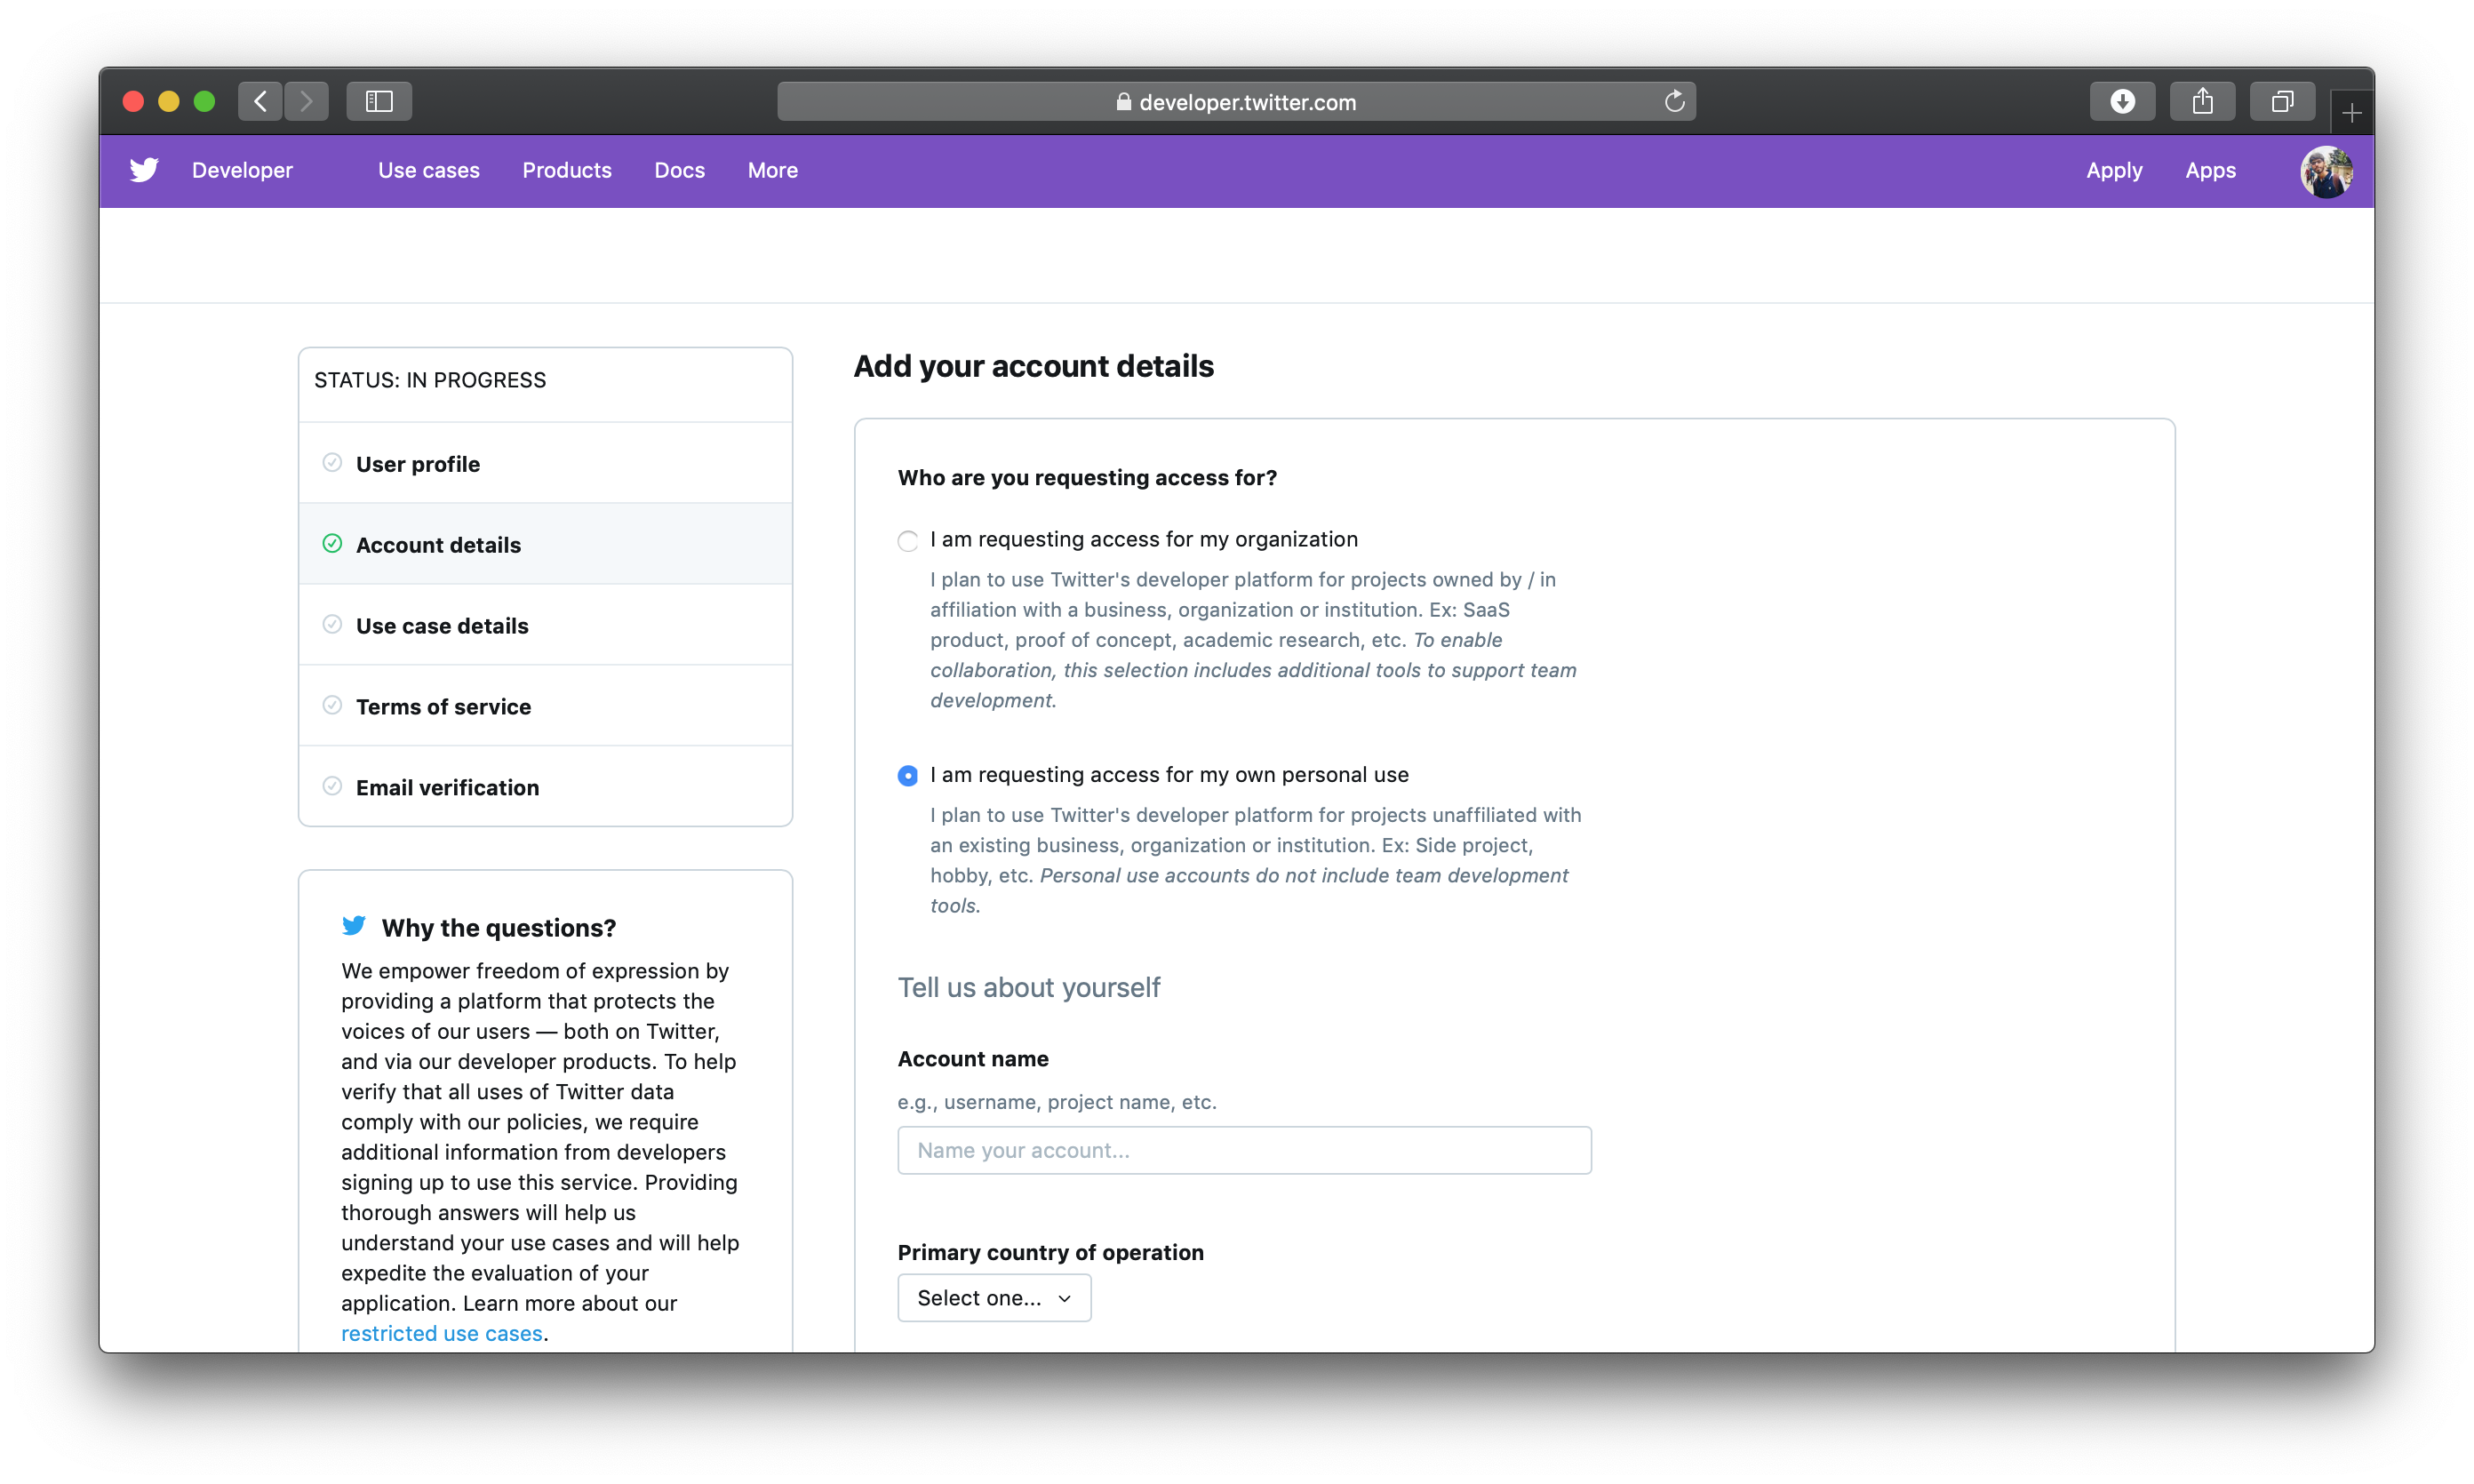 developer.twitter.com
Developer
Use cases
Products
Docs
More
Apply
Apps
STATUS: IN PROGRESS
User profile
Account details
Use case details
Terms of service
Email verification
Why the questions?
We empower freedom of expression by
providing a platform that protects the
voices of our users — both on Twitter,
and via our developer products. To help
verify that all uses of Twitter data
comply with our policies, we require
additional information from developers
signing up to use this service. Providing
thorough answers will help us
understand your use cases and will help
expedite the evaluation of your
application. Learn more about our
restricted use cases.
Add your account details
Who are you requesting access for?
I am requesting access for my organization
I plan to use Twitter's developer platform for projects owned by / in
affiliation with a business, organization or institution. Ex: SaaS
product, proof of concept, academic research, etc. To enable
collaboration, this selection includes additional tools to support team
development.
I am requesting access for my own personal use
I plan to use Twitter's developer platform for projects unaffiliated with
an existing business, organization or institution. Ex: Side project,
hobby, etc. Personal use accounts do not include team development
tools.
Tell us about yourself
Account name
e.g., username, project name, etc.
Name your account...
Primary country of operation
Select one...